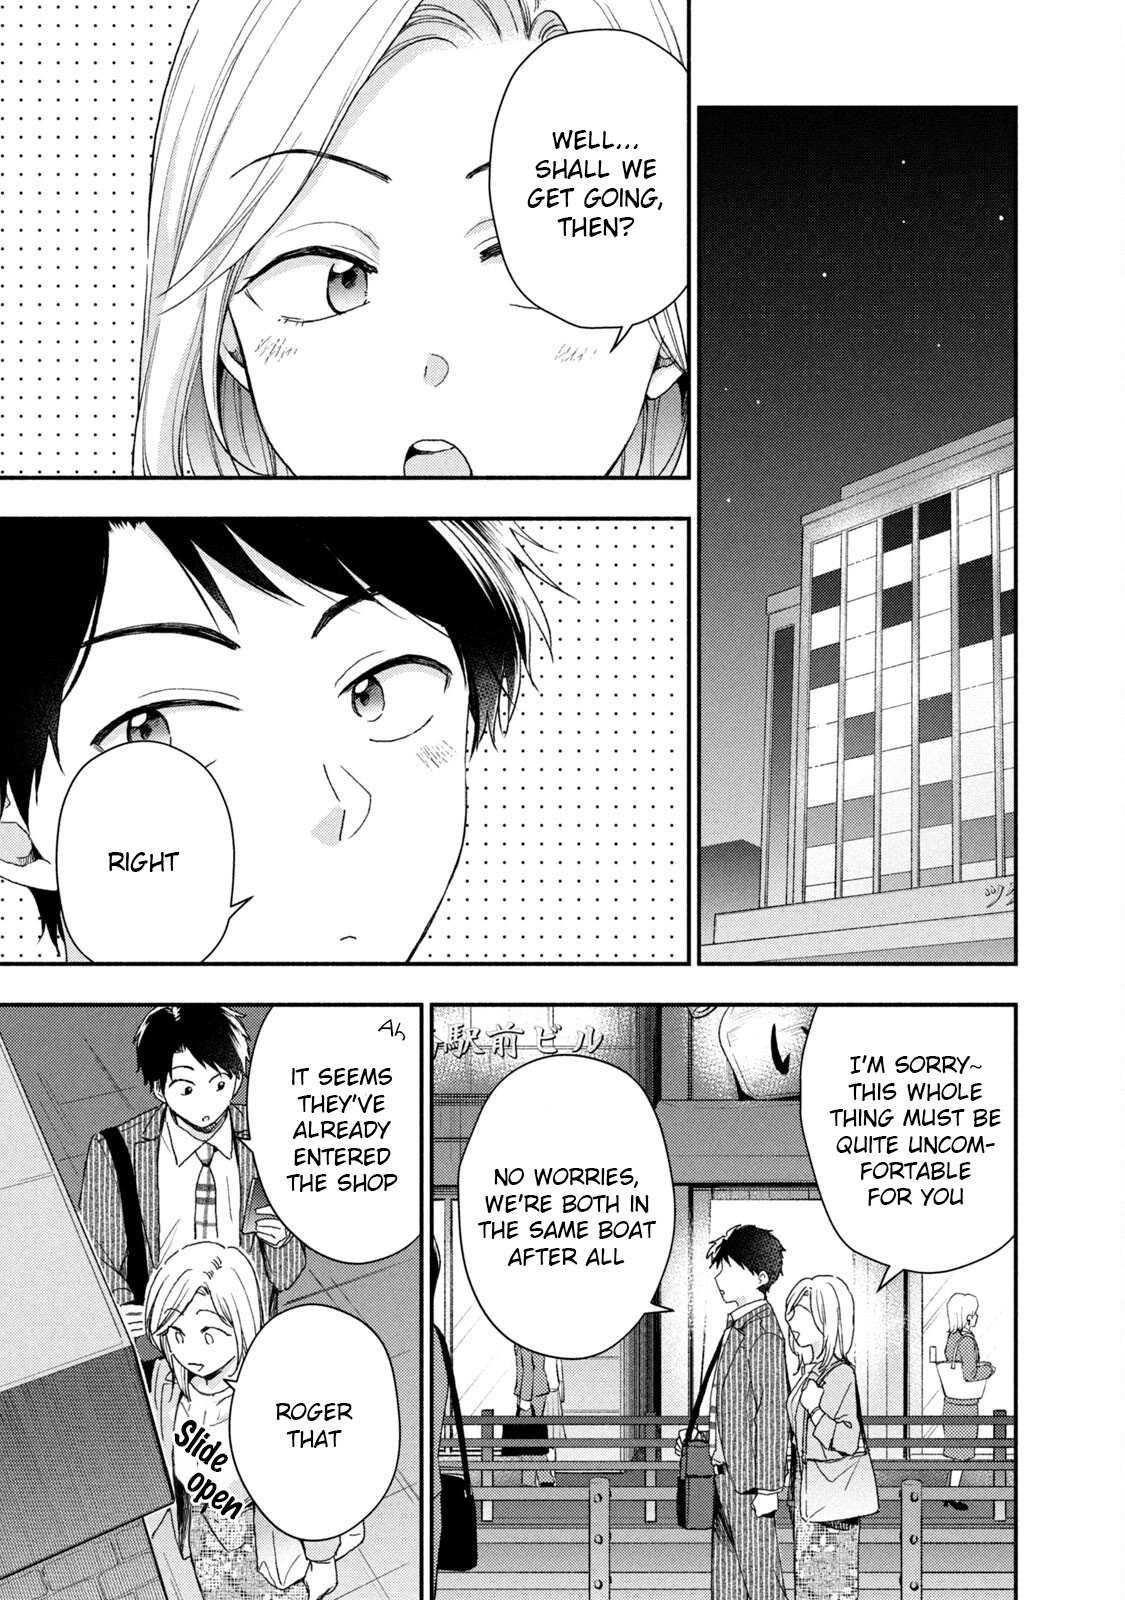 WELL...
SHALL WE
GET GOING,
THEN?
RIGHT
I'M SORRY~
THIS WHOLE
THING MUST BE
QUITE UNCOM-
FORTABLE
FOR YOU
駅前ビル
NO WORRIES,
WE'RE BOTH IN
THE SAME BOAT
AFTER ALL
Ah
IT SEEMS
THEY'VE
ALREADY
ENTERED
THE SHOP
ROGER
THAT
Slide
open